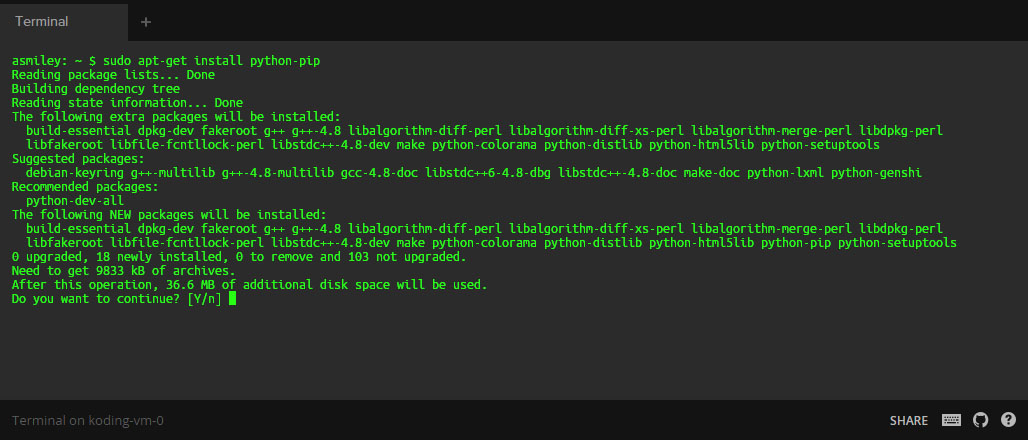 Terminal +
asmiley: ~ $ sudo apt-get install python-pip
Reading package lists... Done
Building dependency tree
Reading state information... Done
The following extra packages will be installed:
  build-essential dpkg-dev fakeroot g++ g++-4.8 libalgorithm-diff-perl libalgorithm-diff-xs-perl libalgorithm-merge-perl libdpkg-perl
  libfakeroot libfile-fcntllock-perl libstdc++-4.8-dev make python-colorama python-distlib python-html5lib python-setuptools
Suggested packages:
  debian-keyring g++-multilib g++-4.8-multilib gcc-4.8-doc libstdc++6-4.8-dbg libstdc++-4.8-doc make-doc python-lxml python-genshi
Recommended packages:
  python-dev-all
The following NEW packages will be installed:
  build-essential dpkg-dev fakeroot g++ g++-4.8 libalgorithm-diff-perl libalgorithm-diff-xs-perl libalgorithm-merge-perl libdpkg-perl
  libfakeroot libfile-fcntllock-perl libstdc++-4.8-dev make python-colorama python-distlib python-html5lib python-pip python-setuptools
0 upgraded, 18 newly installed, 0 to remove and 103 not upgraded.
Need to get 9833 kB of archives.
After this operation, 36.6 MB of additional disk space will be used.
Do you want to continue? [Y/n]
Terminal on koding-vm-0 SHARE ?